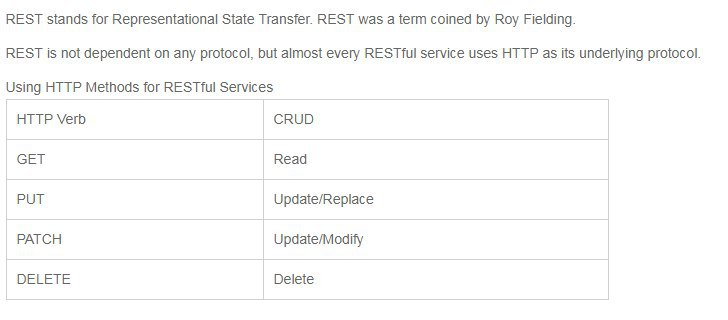 REST stands for Representational State Transfer. REST was a term coined by Roy Fielding.
REST is not dependent on any protocol, but almost every RESTful service uses HTTP as its underlying protocol.
Using HTTP Methods for RESTful Services
HTTP Verb CRUD
GET Read
PUT Update/Replace
PATCH Update/Modify
DELETE Delete